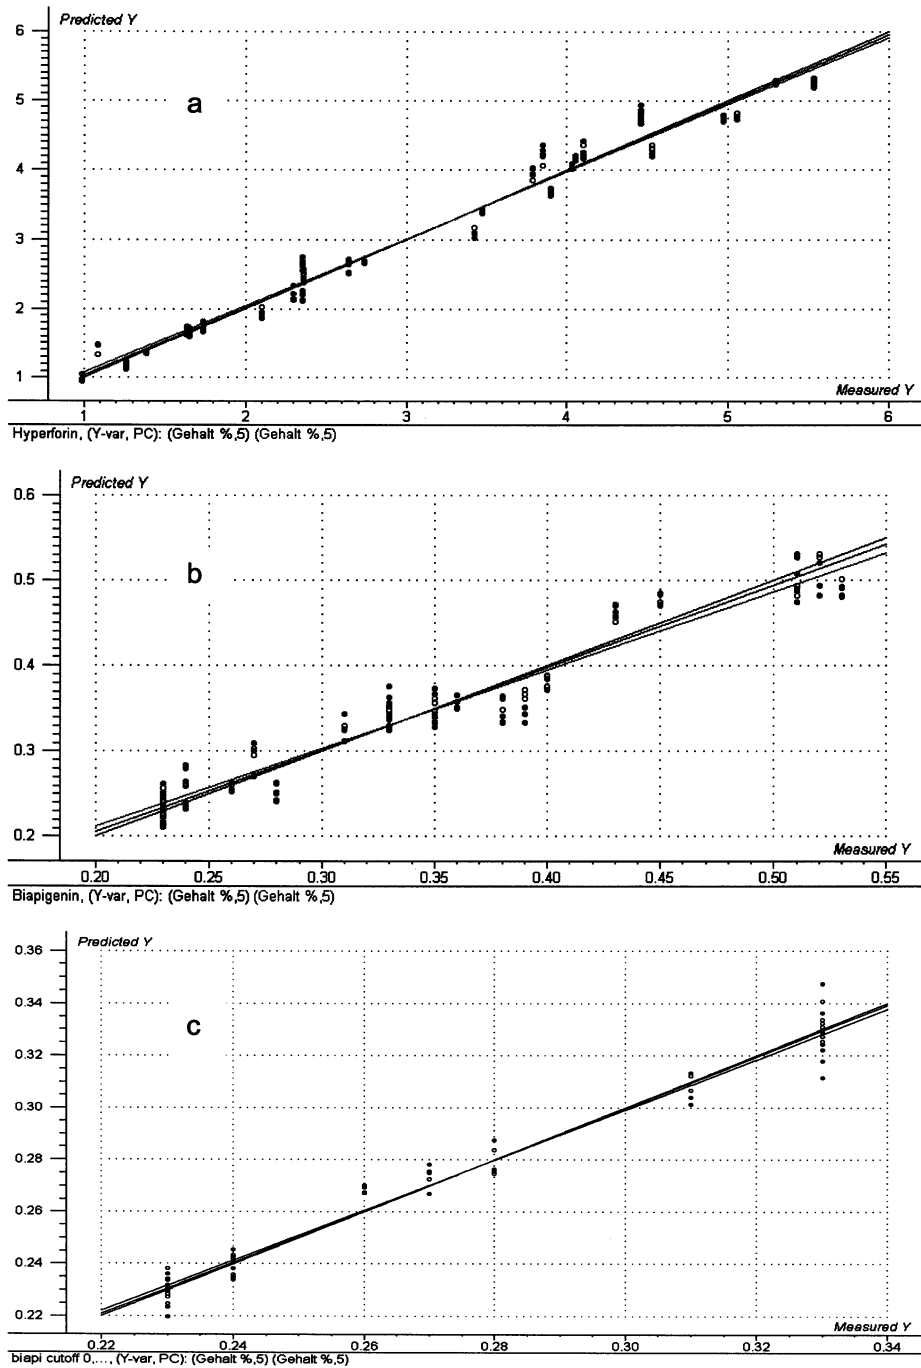 Predicted Y
6
5
4
3
2
1
a
Measured Y
1 2 3 4 5 6
Hyperforin, (Y-var, PC): (Gehalt %,5) (Gehalt %,5)
Predicted Y
0.6
0.5
0.4
0.3
0.2
b
Measured Y
0.20 0.25 0.30 0.35 0.40 0.45 0.50 0.55
Biapigenin, (Y-var, PC): (Gehalt %,5) (Gehalt %,5)
Predicted Y
0.36
0.34
0.32
0.30
0.28
0.26
0.24
0.22
c
Measured Y
0.22 0.24 0.26 0.28 0.30 0.32 0.34
biapi cutoff 0,..., (Y-var, PC): (Gehalt %,5) (Gehalt %,5)